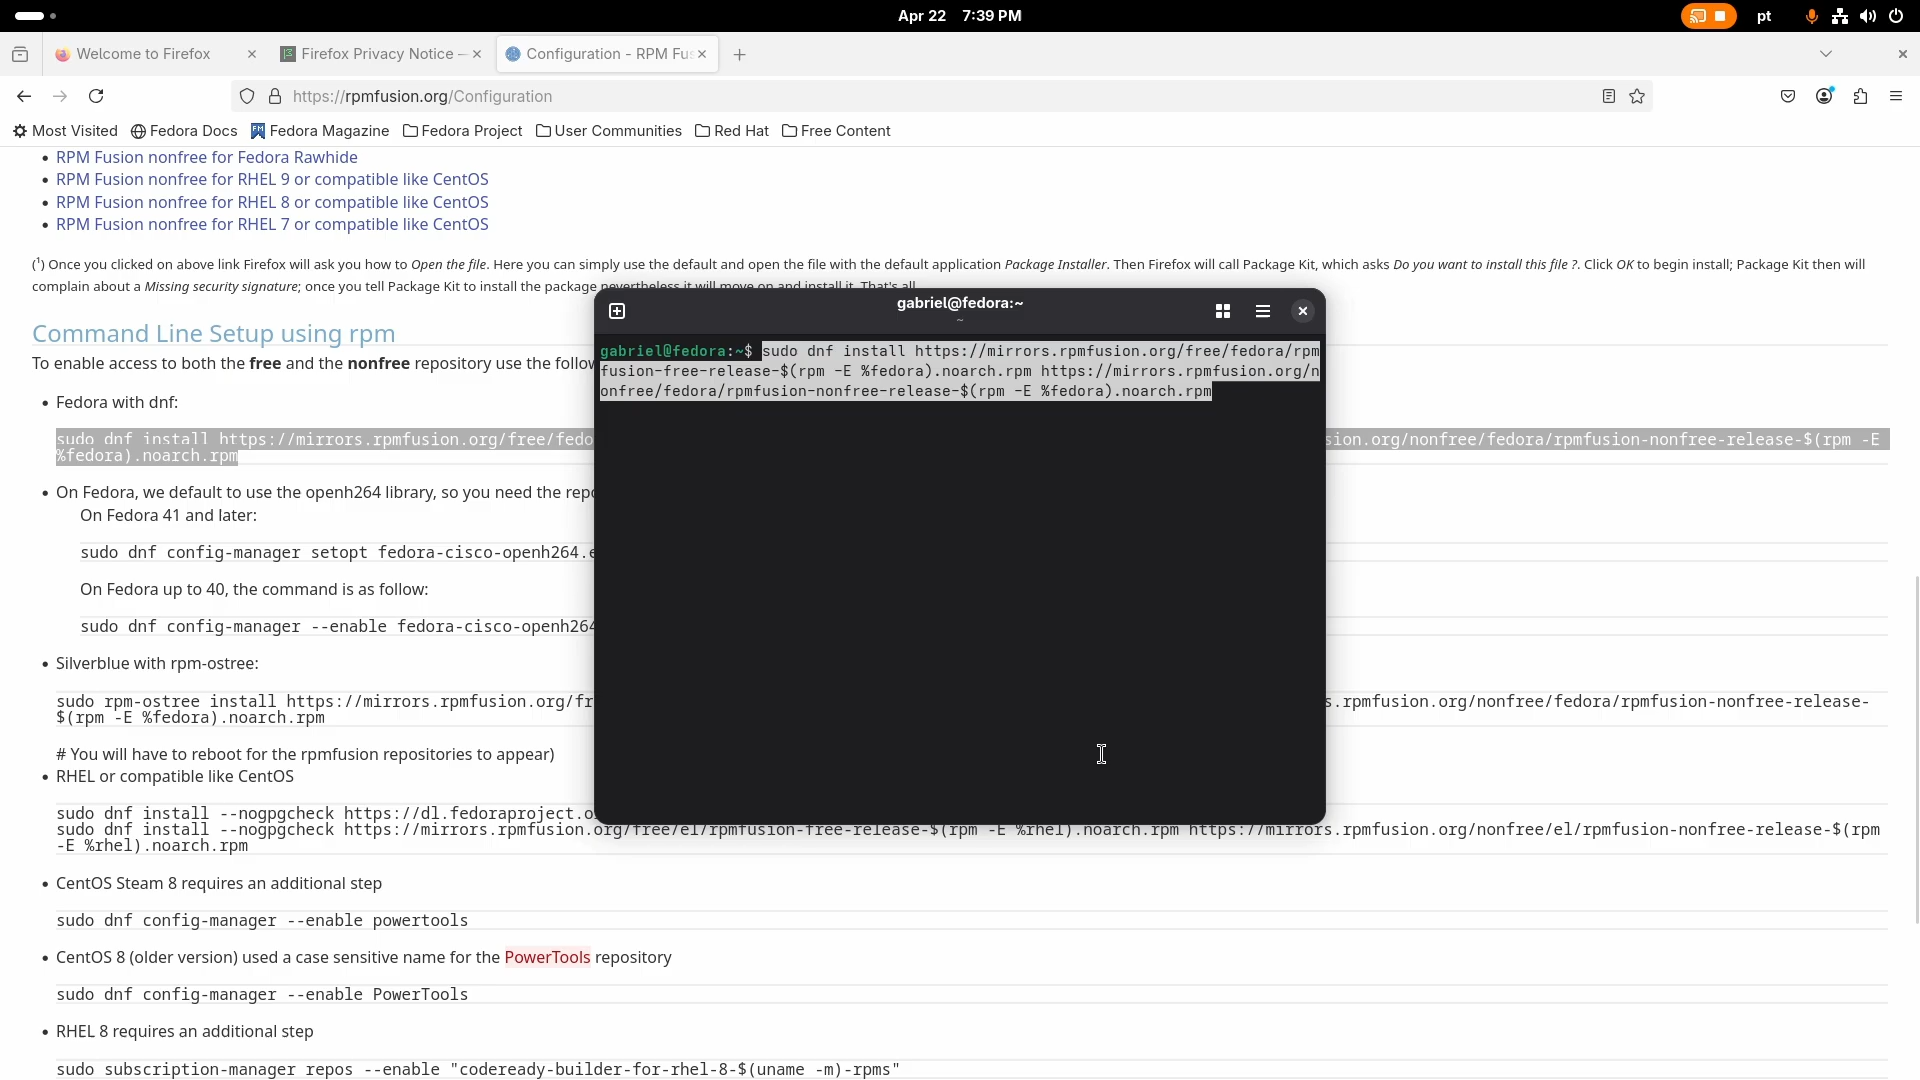 Apr 22 7:39 PM
pt
Welcome to Firefox
Firefox Privacy Notice —
Configuration - RPM Fus
https://rpmfusion.org/Configuration
Most Visited Fedora Docs Fedora Magazine Fedora Project User Communities Red Hat Free Content
• RPM Fusion nonfree for Fedora Rawhide
• RPM Fusion nonfree for RHEL 9 or compatible like CentOS
• RPM Fusion nonfree for RHEL 8 or compatible like CentOS
• RPM Fusion nonfree for RHEL 7 or compatible like CentOS
(1) Once you clicked on above link Firefox will ask you how to Open the file. Here you can simply use the default and open the file with the default application Package Installer. Then Firefox will call Package Kit, which asks Do you want to install this file ?. Click OK to begin install; Package Kit then will
complain about a Missing security signature; once you tell Package Kit to install the package nevertheless it will move on and install it. That's all.
Command Line Setup using rpm
To enable access to both the free and the nonfree repository use the follow
• Fedora with dnf:
sudo dnf install https://mirrors.rpmfusion.org/free/fedo
sion.org/nonfree/fedora/rpmfusion-nonfree-release-$(rpm -E
%fedora).noarch.rpm
• On Fedora, we default to use the openh264 library, so you need the repo
On Fedora 41 and later:
sudo dnf config-manager setopt fedora-cisco-openh264.e
On Fedora up to 40, the command is as follow:
sudo dnf config-manager --enable fedora-cisco-openh264
• Silverblue with rpm-ostree:
sudo rpm-ostree install https://mirrors.rpmfusion.org/fr
s.rpmfusion.org/nonfree/fedora/rpmfusion-nonfree-release-
$(rpm -E %fedora).noarch.rpm
# You will have to reboot for the rpmfusion repositories to appear)
• RHEL or compatible like CentOS
sudo dnf install --nogpgcheck https://dl.fedoraproject.o
sudo dnf install --nogpgcheck https://mirrors.rpmfusion.org/free/el/rpmfusion-free-release-$(rpm -E %rhel).noarch.rpm https://mirrors.rpmfusion.org/nonfree/el/rpmfusion-nonfree-release-$(rpm
-E %rhel).noarch.rpm
• CentOS Steam 8 requires an additional step
sudo dnf config-manager --enable powertools
• CentOS 8 (older version) used a case sensitive name for the PowerTools repository
sudo dnf config-manager --enable PowerTools
• RHEL 8 requires an additional step
sudo subscription-manager repos --enable "codeready-builder-for-rhel-8-$(uname -m)-rpms"
gabriel@fedora:~
~
gabriel@fedora:~$ sudo dnf install https://mirrors.rpmfusion.org/free/fedora/rpm
fusion-free-release-$(rpm -E %fedora).noarch.rpm https://mirrors.rpmfusion.org/n
onfree/fedora/rpmfusion-nonfree-release-$(rpm -E %fedora).noarch.rpm